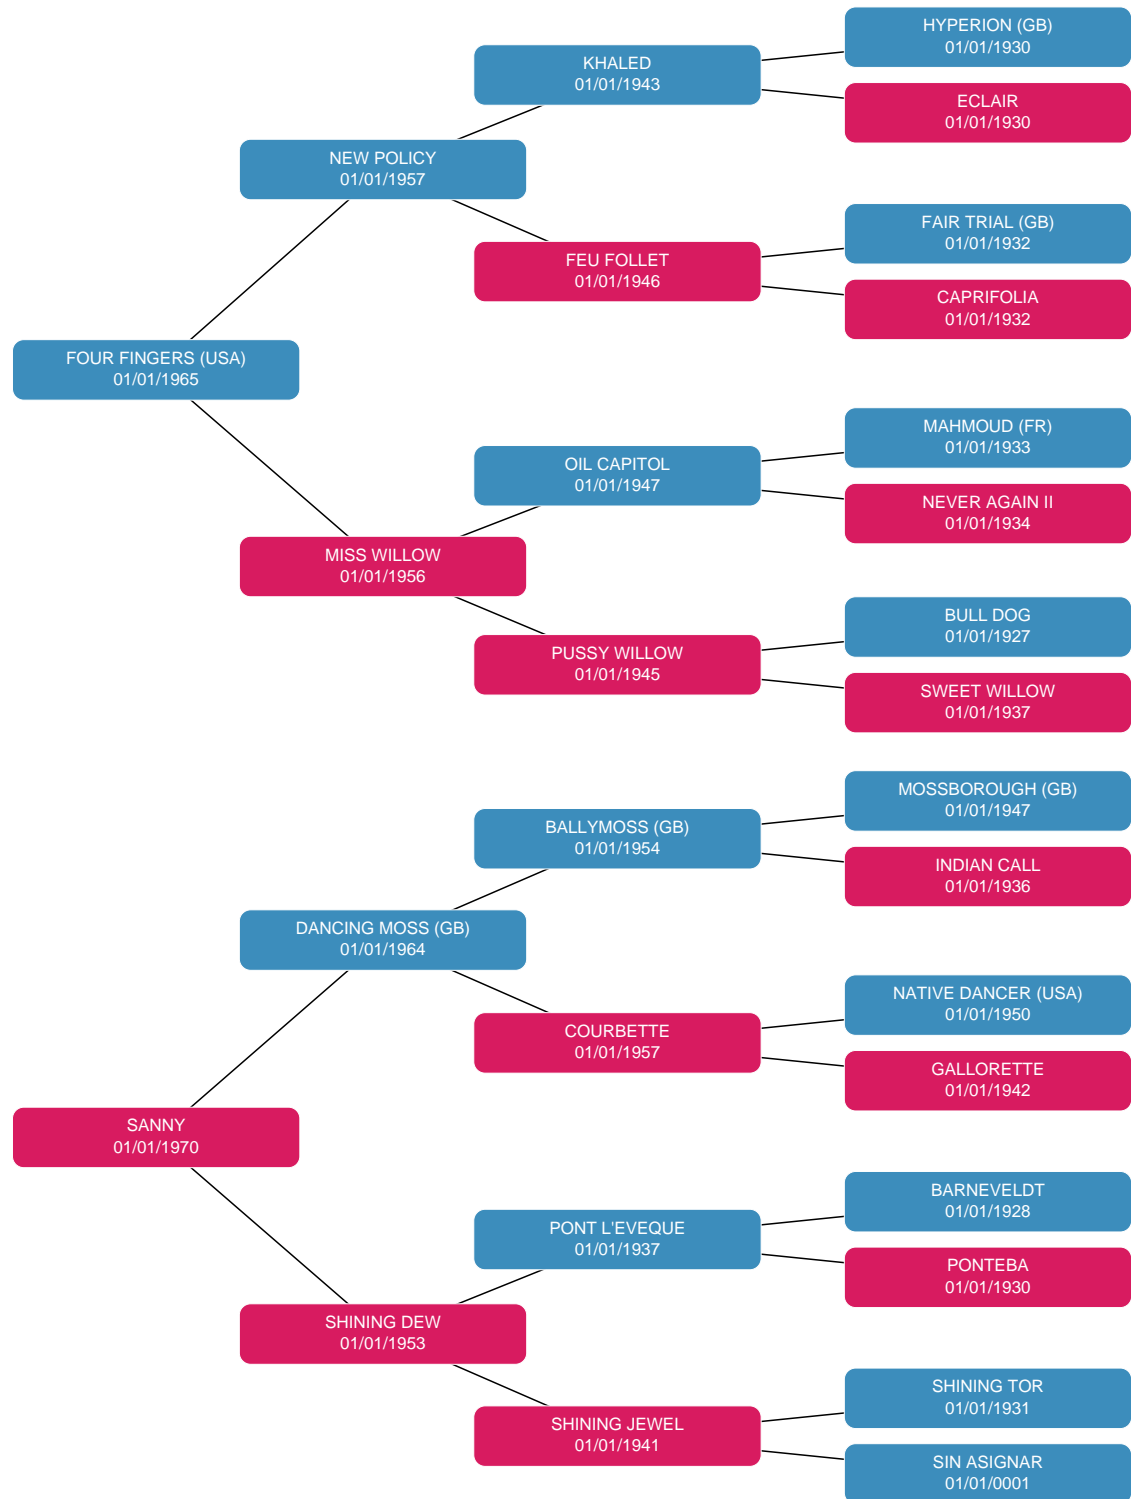 HYPERION (GB)
01/01/1930
KHALED
01/01/1943
ECLAIR
01/01/1930
NEW POLICY
01/01/1957
FAIR TRIAL (GB)
01/01/1932
FEU FOLLET
01/01/1946
CAPRIFOLIA
01/01/1932
FOUR FINGERS (USA)
01/01/1965
MAHMOUD (FR)
01/01/1933
OIL CAPITOL
01/01/1947
NEVER AGAIN II
01/01/1934
MISS WILLOW
01/01/1956
BULL DOG
01/01/1927
PUSSY WILLOW
01/01/1945
SWEET WILLOW
01/01/1937
MOSSBOROUGH (GB)
01/01/1947
BALLYMOSS (GB)
01/01/1954
INDIAN CALL
01/01/1936
DANCING MOSS (GB)
01/01/1964
NATIVE DANCER (USA)
01/01/1950
COURBETTE
01/01/1957
GALLORETTE
01/01/1942
SANNY
01/01/1970
BARNEVELDT
01/01/1928
PONT L'EVEQUE
01/01/1937
PONTEBA
01/01/1930
SHINING DEW
01/01/1953
SHINING TOR
01/01/1931
SHINING JEWEL
01/01/1941
SIN ASIGNAR
01/01/0001